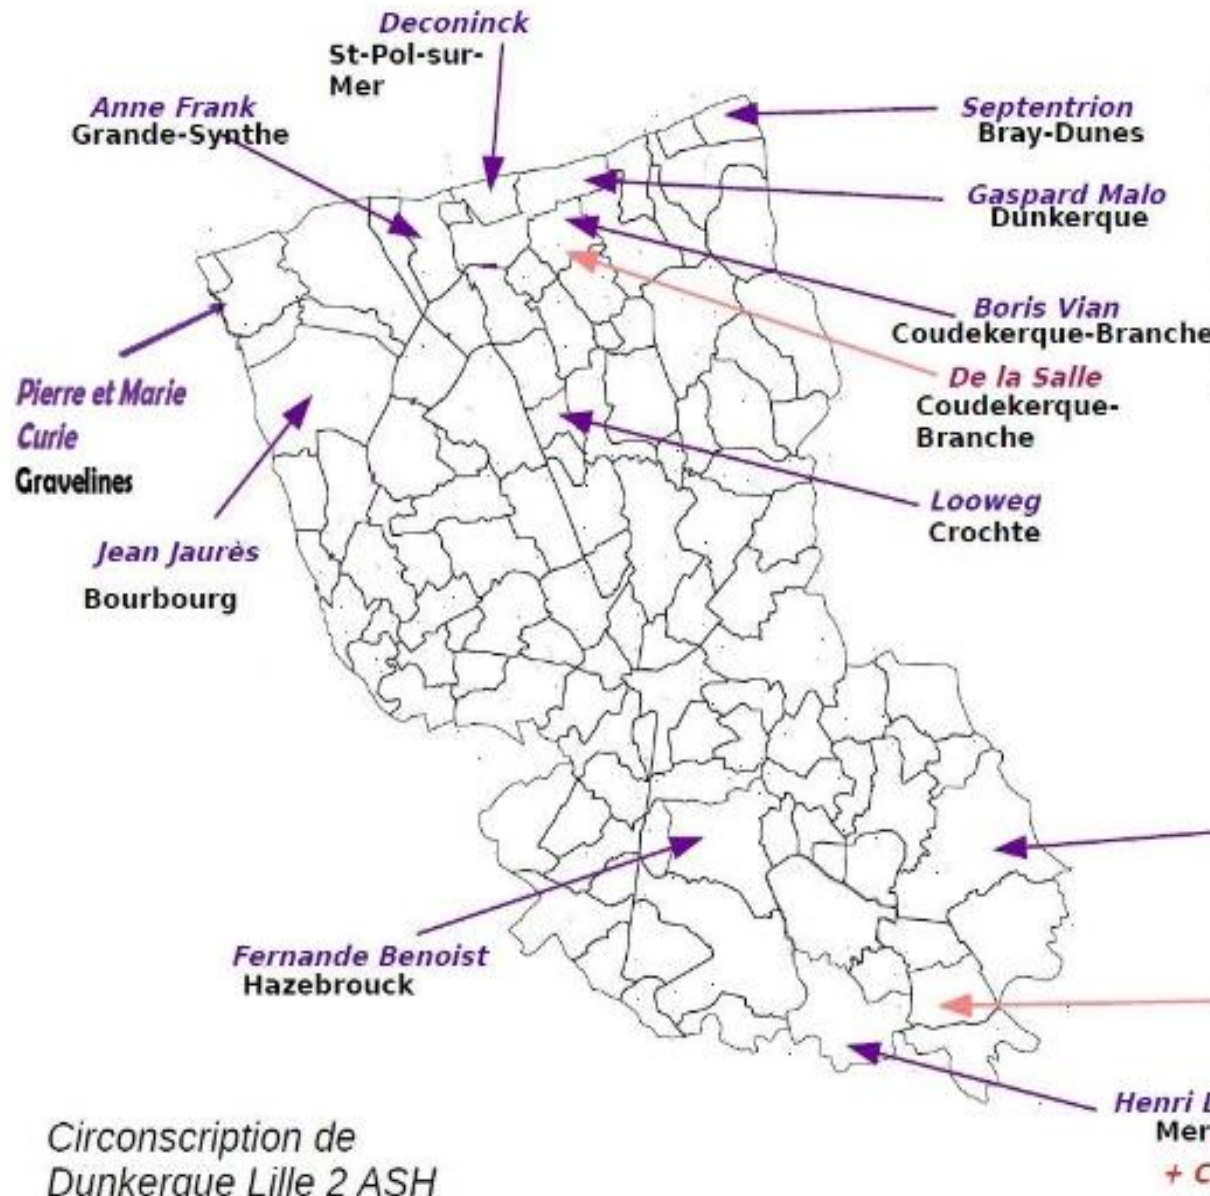 Deconinck
St-Pol-sur-
Mer
Anne Frank
Grande-Synthe
Septentrion
Bray-Dunes
Gaspard Malo
Dunkerque
Boris Vian
Coudekerque-Branche
De la Salle
Coudekerque-
Branche
Pierre et Marie
Curie
Gravelines
Looweg
Crochte
Jean Jaurès
Bourbourg
Fernande Benoist
Hazebrouck
Henri
Mer
+ C
Circonscription de
Dunkerque Lille 2 ASH